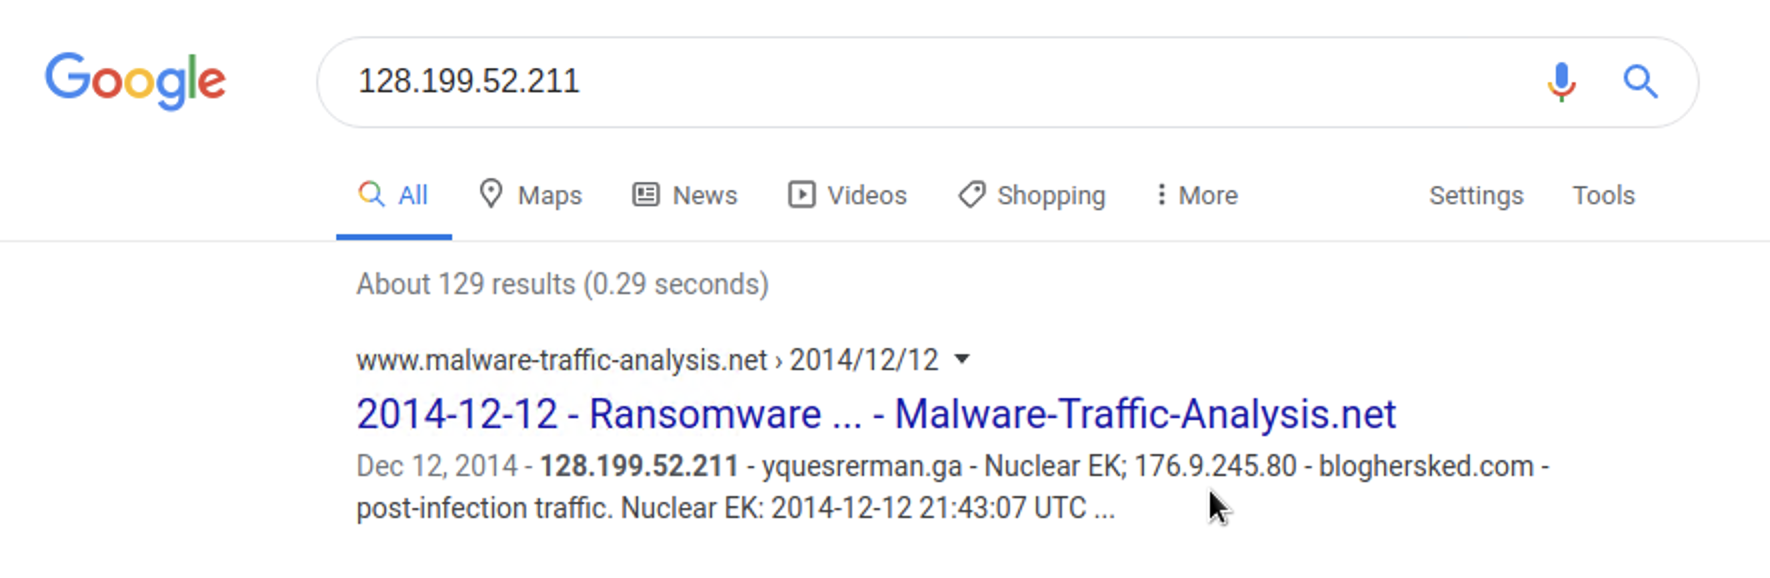 Google
128.199.52.211
All Maps News Videos Shopping More Settings Tools
About 129 results (0.29 seconds)
www.malware-traffic-analysis.net › 2014/12/12
2014-12-12 - Ransomware ... - Malware-Traffic-Analysis.net
Dec 12, 2014 - 128.199.52.211 - yquesrerman.ga - Nuclear EK; 176.9.245.80 - bloghersked.com -
post-infection traffic. Nuclear EK: 2014-12-12 21:43:07 UTC ...